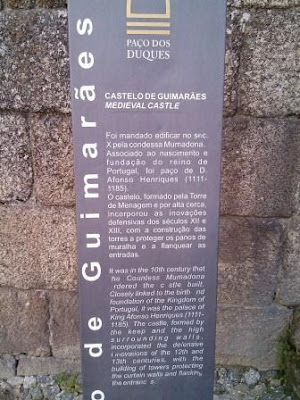 o de Guimarães
PAÇO DOS
DUQUES
CASTELO DE GUIMARÃES
MEDIEVAL CASTLE
Foi mandado edificar no séc.
X pela condessa Mumadona.
Associado ao nascimento e
fundação do reino de
Portugal, foi paço de D.
Afonso Henriques (1111-
1185).
O castelo, formado pela Torre
de Menagem e por alta cerca,
incorporou as inovações
defensivas dos séculos XII e
XIII, com a construção das
torres a proteger os panos de
muralha e a flanquear as
entradas.
It was in the 10th century that
he Countess Mumadona
rdered the c stle built.
Closely linked to the birth nd
foundation of the Kingdom of
Portugal, it was the palace of
King Afonso Henriques (1111-
1185). The castle, formed by
the keep and the high
surrounding walls,
incorporated the defensive
i novations of the 12th and
13th centuries, with the
building of towers protecting
the curtain walls and flanking
the entranc s.